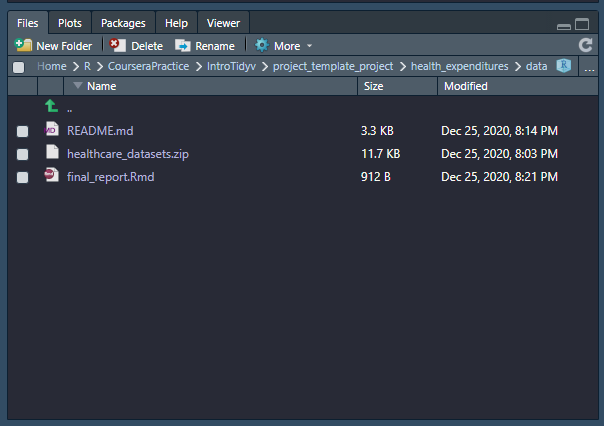 Files Plots Packages Help Viewer
New Folder Delete Rename More
Home R CourseraPractice IntroTidyv project_template_project health_expenditures data R ...
Name Size Modified
..
README.md 3.3 KB Dec 25, 2020, 8:14 PM
healthcare_datasets.zip 11.7 KB Dec 25, 2020, 8:03 PM
final_report.Rmd 912 B Dec 25, 2020, 8:21 PM